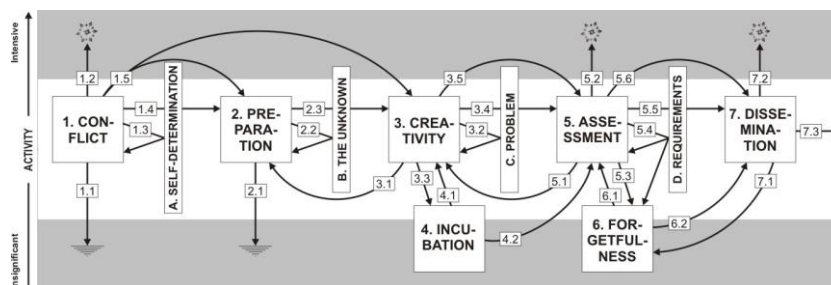 Intensive
ACTIVITY
nsignificant
1.2
1.5
3.5
5.2
5.6
7.2
1. CON-
FLICT
1.4
1.3
1.1
A. SELF-DETERMINATION
2. PRE-
PARA-
TION
2.3
2.2
2.1
B. THE UNKNOWN
3. CREA-
TIVITY
3.4
3.2
3.1
3.3
4.1
C. PROBLEM
4. INCU-
BATION
4.2
5. ASSE-
SSMENT
5.5
5.4
5.1
5.3
6.1
D. REQUIREMENTS
6. FOR-
GETFUL-
NESS
6.2
7. DISSE-
MINA-
TION
7.3
7.1